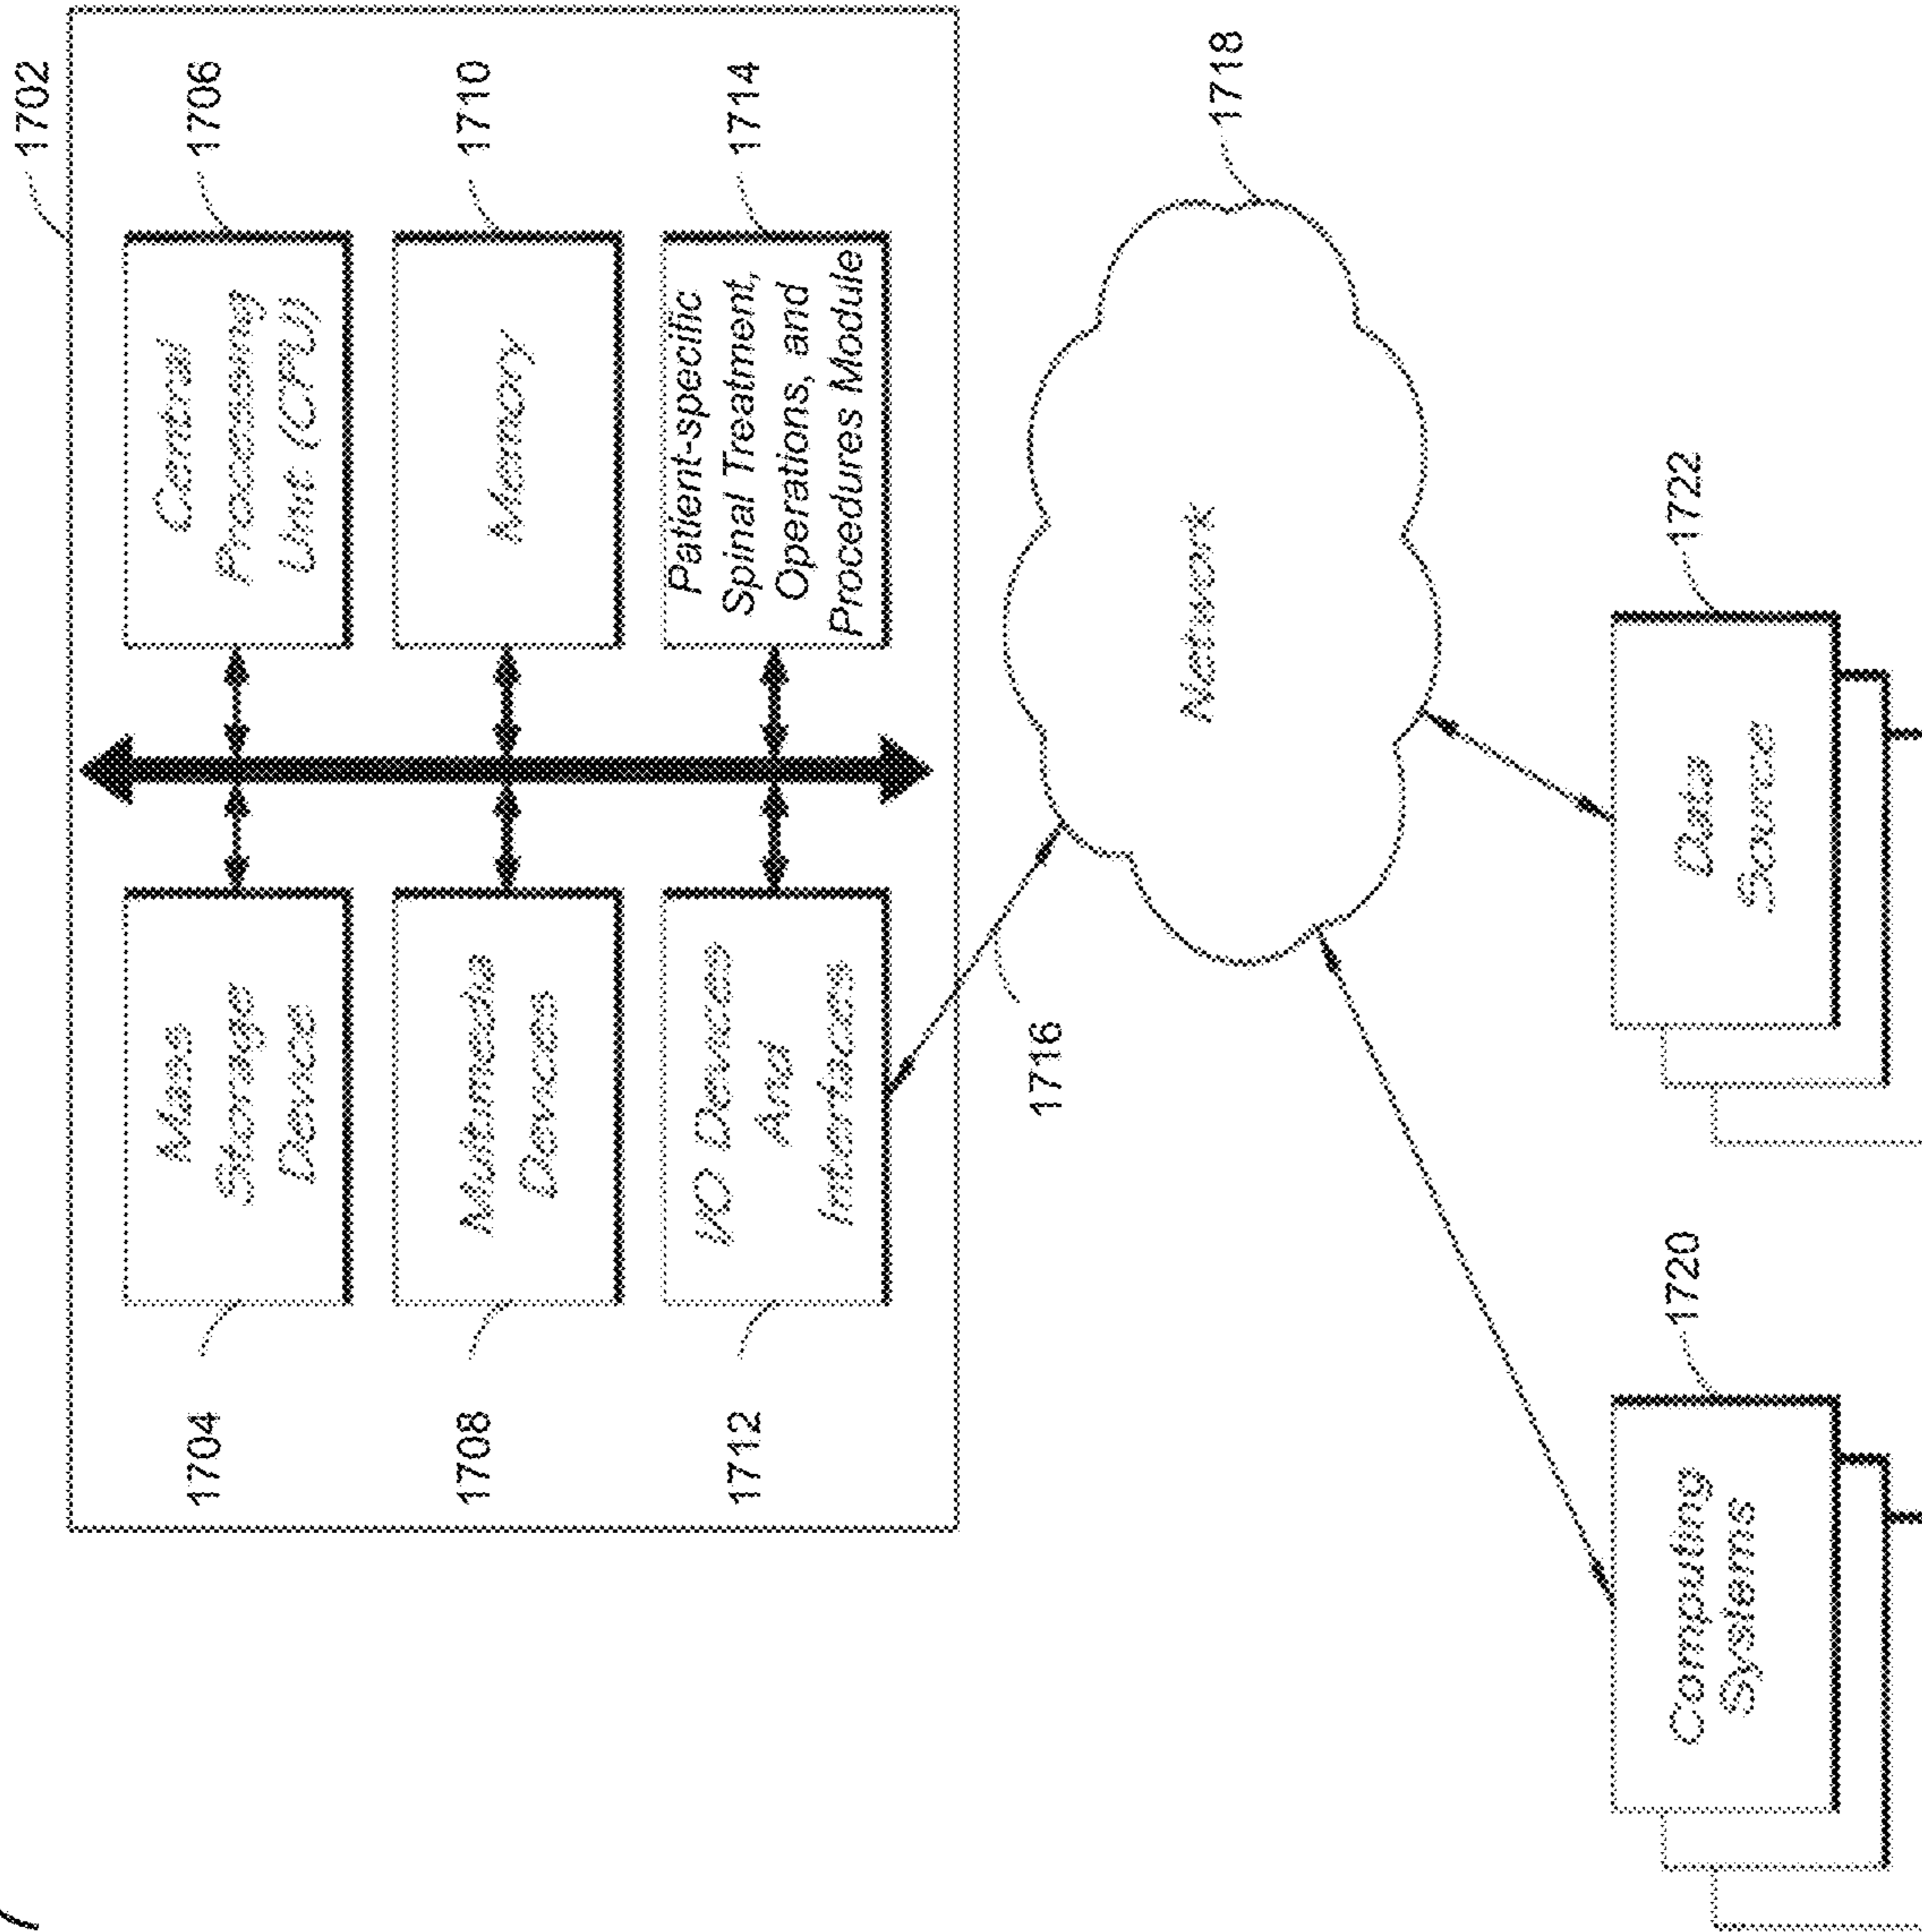 1702
1704
Mass
Storage
Device
Central
Processing
Unit (CPU)
1706
1708
Multimedia
Devices
Memory
1710
1712
I/O Devices
And
Interfaces
Patient-specific
Spinal Treatment,
Operations, and
Procedures Module
1714
1716
Network
1718
1720
Computing
Systems
1722
Data
Source